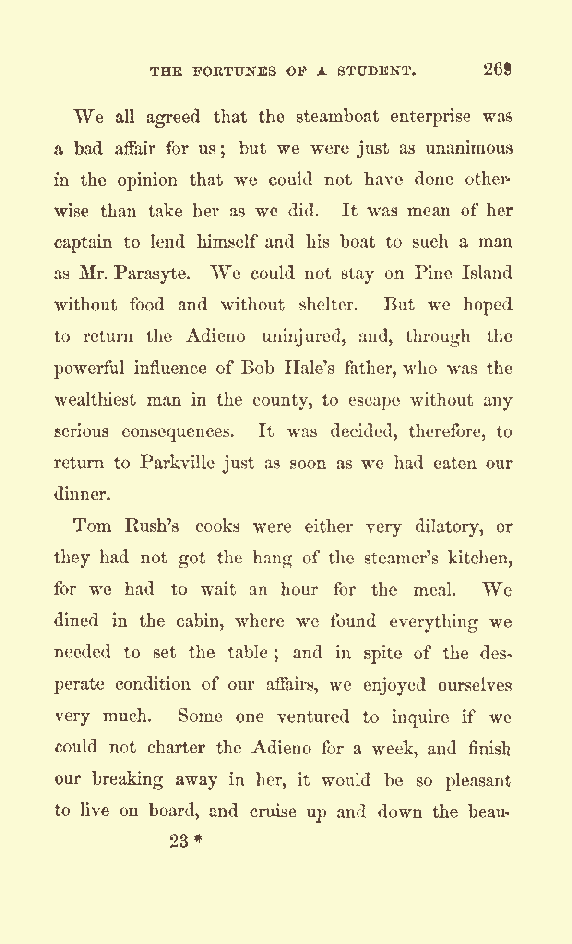 THE FORTUNES OF A STUDENT. 269
We all agreed that the steamboat enterprise was
a bad affair for us; but we were just as unanimous
in the opinion that we could not have done other-
wise than take her as we did. It was mean of her
captain to lend himself and his boat to such a man
as Mr. Parasyte. We could not stay on Pine Island
without food and without shelter. But we hoped
to return the Adieno uninjured, and, through the
powerful influence of Bob Hale's father, who was the
wealthiest man in the county, to escape without any
serious consequences. It was decided, therefore, to
return to Parkville just as soon as we had eaten our
dinner.
Tom Rush's cooks were either very dilatory, or
they had not got the hang of the steamer's kitchen,
for we had to wait an hour for the meal. We
dined in the cabin, where we found everything we
needed to set the table; and in spite of the des-
perate condition of our affairs, we enjoyed ourselves
very much. Some one ventured to inquire if we
could not charter the Adieno for a week, and finish
our breaking away in her, it would be so pleasant
to live on board, and cruise up and down the beau-
23*